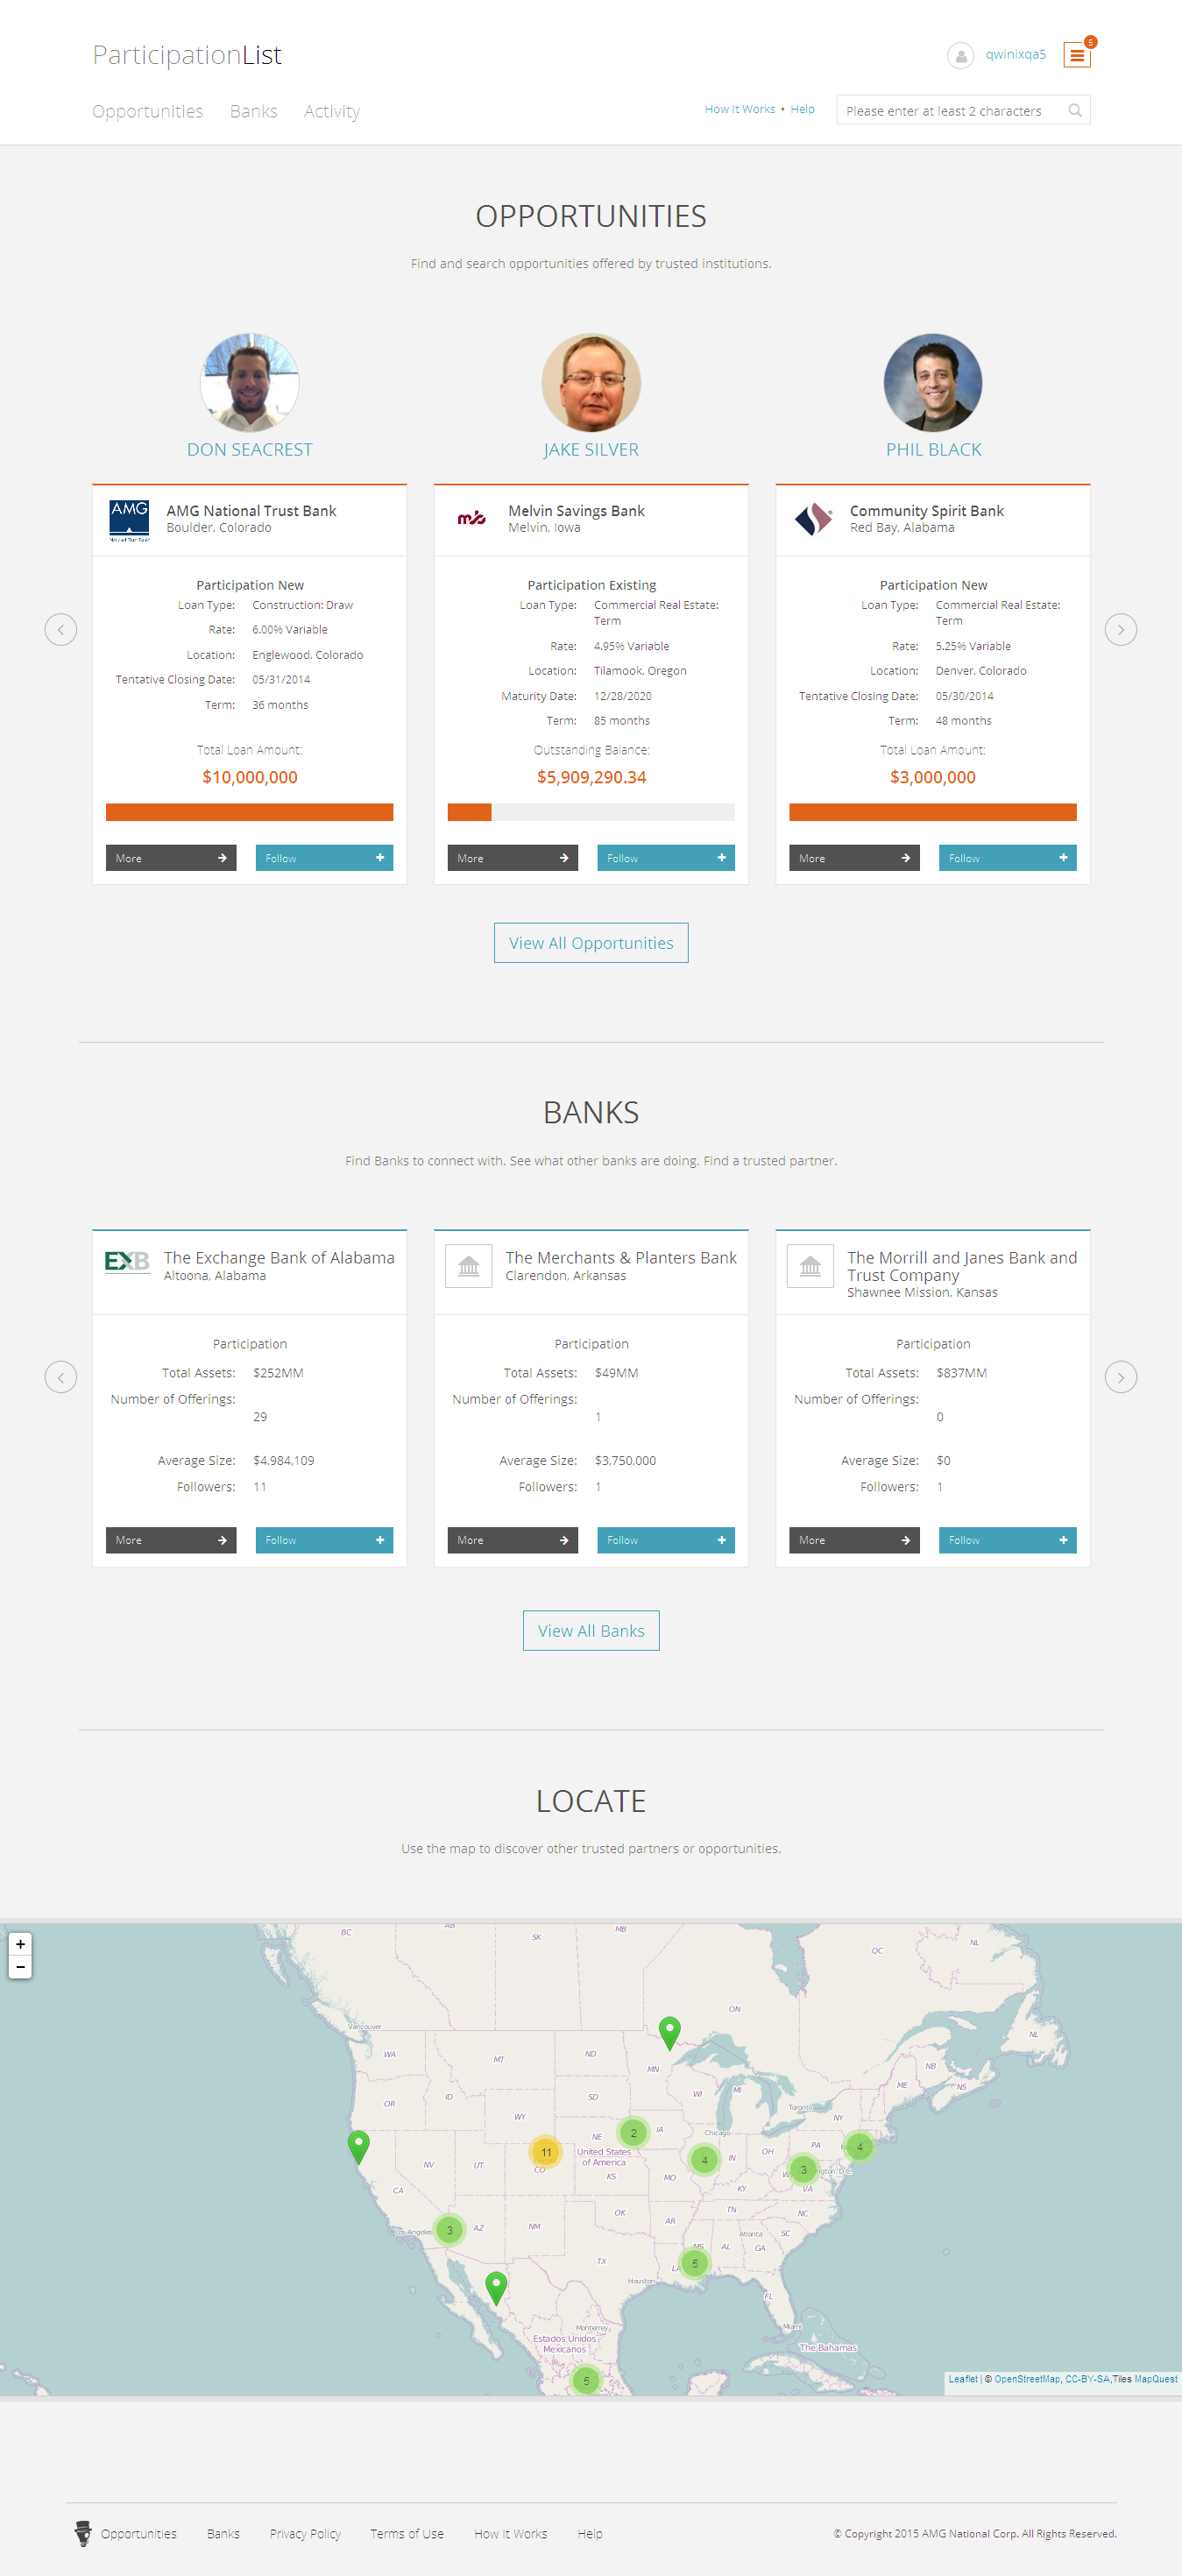 ParticipationList
qwinixqa5
5
Opportunities Banks Activity
How It Works • Help
Please enter at least 2 characters
OPPORTUNITIES
Find and search opportunities offered by trusted institutions.
DON SEACREST
AMG
AMG National Trust Bank
Boulder, Colorado
Participation New
Loan Type: Construction: Draw
Rate: 6.00% Variable
Location: Englewood, Colorado
Tentative Closing Date: 05/31/2014
Term: 36 months
Total Loan Amount:
$10,000,000
More
Follow
JAKE SILVER
Melvin Savings Bank
Melvin, Iowa
Participation Existing
Loan Type: Commercial Real Estate:
Term
Rate: 4.95% Variable
Location: Tilamook, Oregon
Maturity Date: 12/28/2020
Term: 85 months
Outstanding Balance:
$5,909,290.34
More
Follow
PHIL BLACK
Community Spirit Bank
Red Bay, Alabama
Participation New
Loan Type: Commercial Real Estate:
Term
Rate: 5.25% Variable
Location: Denver, Colorado
Tentative Closing Date: 05/30/2014
Term: 48 months
Total Loan Amount:
$3,000,000
More
Follow
View All Opportunities
BANKS
Find Banks to connect with. See what other banks are doing. Find a trusted partner.
EXB
The Exchange Bank of Alabama
Altoona, Alabama
Participation
Total Assets: $252MM
Number of Offerings:
29
Average Size: $4,984,109
Followers: 11
More
Follow
The Merchants & Planters Bank
Clarendon, Arkansas
Participation
Total Assets: $49MM
Number of Offerings:
1
Average Size: $3,750,000
Followers: 1
More
Follow
The Morrill and Janes Bank and
Trust Company
Shawnee Mission, Kansas
Participation
Total Assets: $837MM
Number of Offerings:
0
Average Size: $0
Followers: 1
More
Follow
View All Banks
LOCATE
Use the map to discover other trusted partners or opportunities.
+
−
BC
AB
SK
MB
ON
QC
NL
NL
Vancouver
WA
MT
ND
MN
OR
ID
WY
SD
WI
MI
NB
NS
ME
Toronto
NY
NE
2
IA
Chicago
11
CO
United States
of America
KS
4
IN
OH
PA
4
3
NV
UT
CA
MO
KY
VA
Los Angeles
3
AZ
NM
OK
AR
TN
NC
Atlanta
SC
MS
AL
GA
TX
LA
5
Houston
FL
Monterrey
Miami
Estados Unidos
Mexicanos
The Bahamas
5
Leaflet | © OpenStreetMap, CC-BY-SA,Tiles MapQuest
Opportunities Banks Privacy Policy Terms of Use How It Works Help
© Copyright 2015 AMG National Corp. All Rights Reserved.